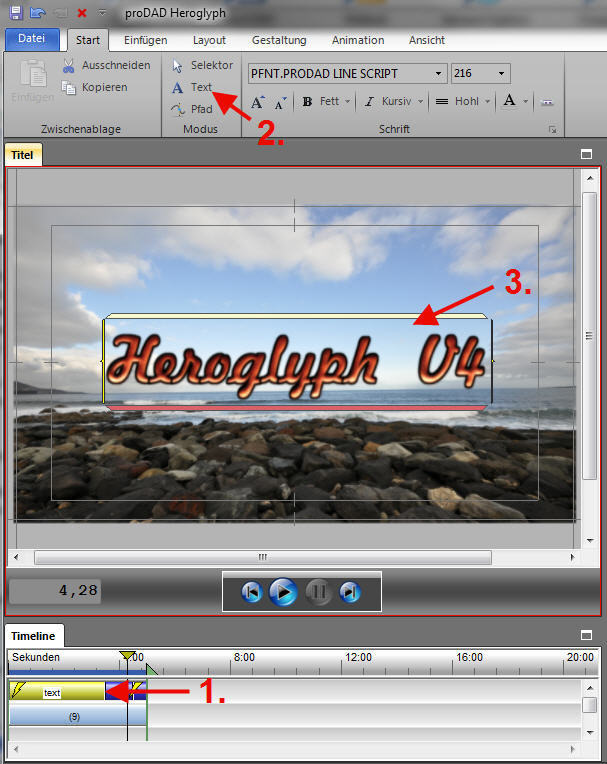 proDAD Heroglyph
Datei Start Einfügen Layout Gestaltung Animation Ansicht
Einfügen
Ausschneiden
Kopieren
Zwischenablage
Selektor
Text
Pfad
Modus
2.
PFNT.PRODAD LINE SCRIPT 216
A A B Fett I Kursiv Hohl A
Schrift
Titel
3.
Heroglyph V4
4,28
Timeline
Sekunden :00 8:00 12:00 16:00 20:00
text
1.
(9)